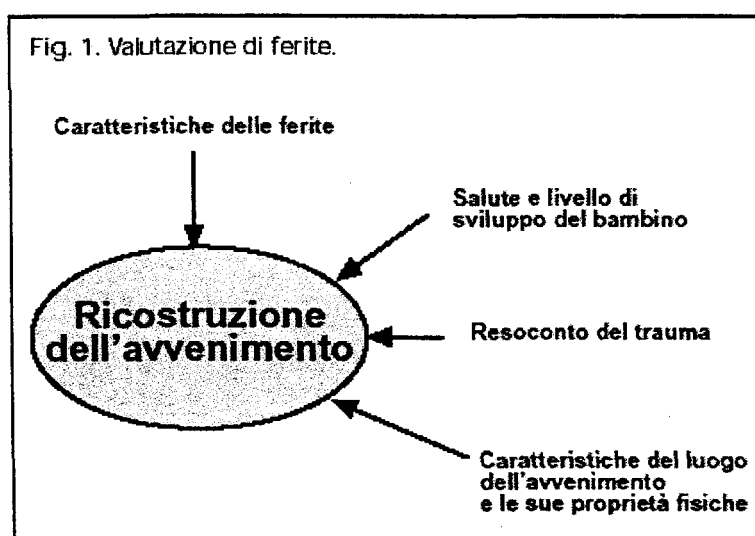 Fig. 1. Valutazione di ferite.
Caratteristiche delle ferite
Salute e livello di
sviluppo del bambino
Ricostruzione
dell'avvenimento
Resoconto del trauma
Caratteristiche del luogo
dell'avvenimento
e le sue proprietà fisiche